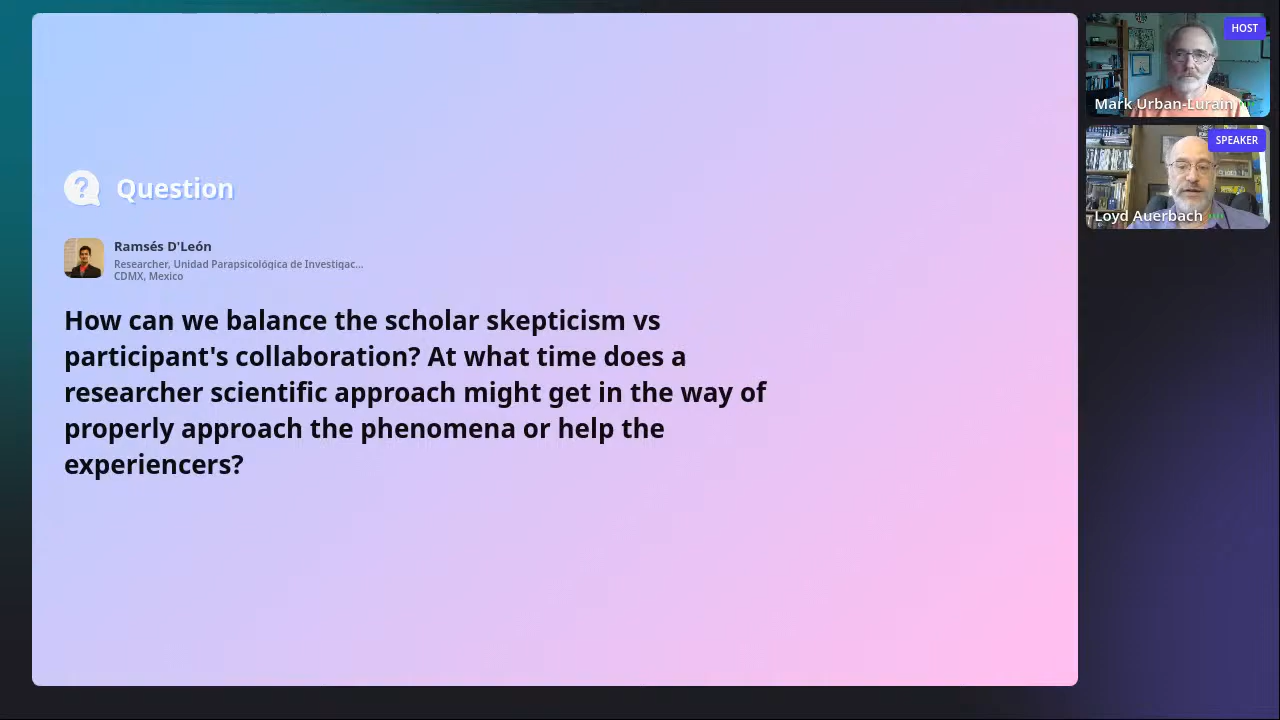 Question
Ramsés D'León
Researcher, Unidad Parapsicológica de Investigac...
CDMX, Mexico
How can we balance the scholar skepticism vs
participant's collaboration? At what time does a
researcher scientific approach might get in the way of
properly approach the phenomena or help the
experiencers?
HOST
Mark Urban-Lurain
SPEAKER
Loyd Auerbach